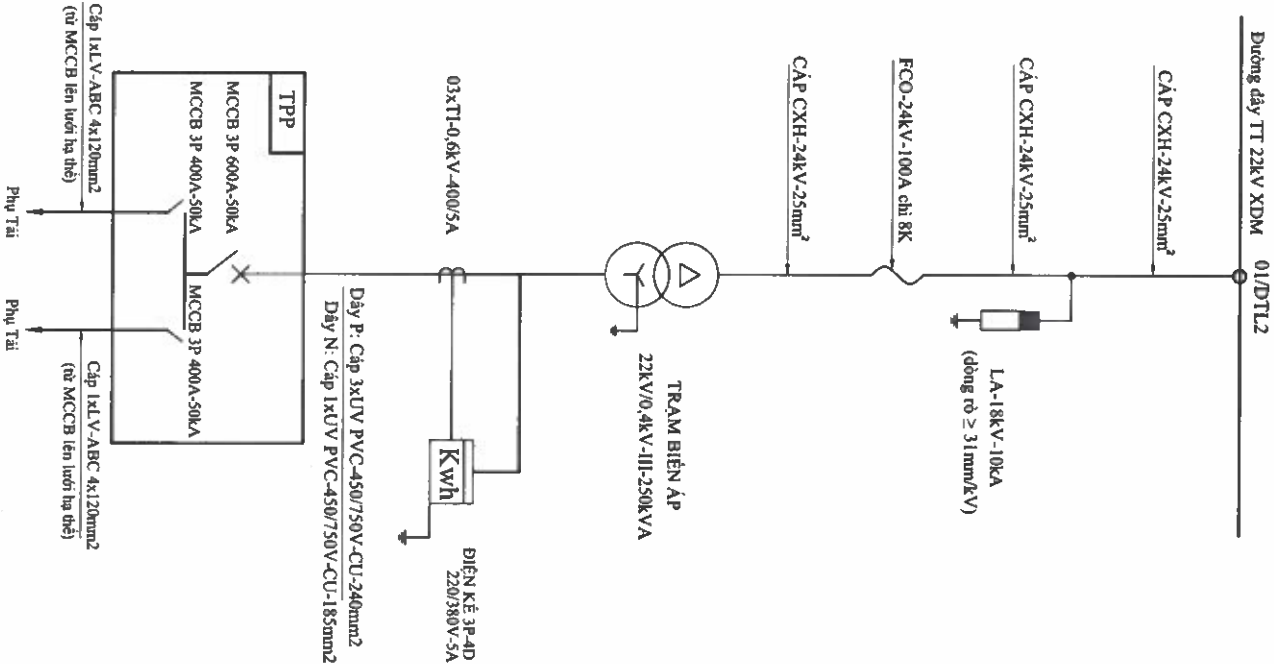 Đường dây TT 22kV XDM 01/DTL2
CÁP CXH-24kV-25mm²
CÁP CXH-24kV-25mm²
LA-18kV-10kA
(dòng rò ≥ 31mm/kV)
FCO-24kV-100A chì 8K
CÁP CXH-24kV-25mm²
TRẠM BIẾN ÁP
22kV/0,4kV-III-250kVA
03xTI-0,6kV-400/5A
Kwh
ĐIỆN KẾ 3P-4D
220/380V-5A
Dây P: Cáp 3xUV PVC-450/750V-CU-240mm2
Dây N: Cáp 1xUV PVC-450/750V-CU-185mm2
TPP
MCCB 3P 600A-50kA
MCCB 3P 400A-50kA
MCCB 3P 400A-50kA
Cáp 1xLV-ABC 4x120mm2
(từ MCCB lên lưới hạ thế)
Cáp 1xLV-ABC 4x120mm2
(từ MCCB lên lưới hạ thế)
Phụ Tải
Phụ Tải